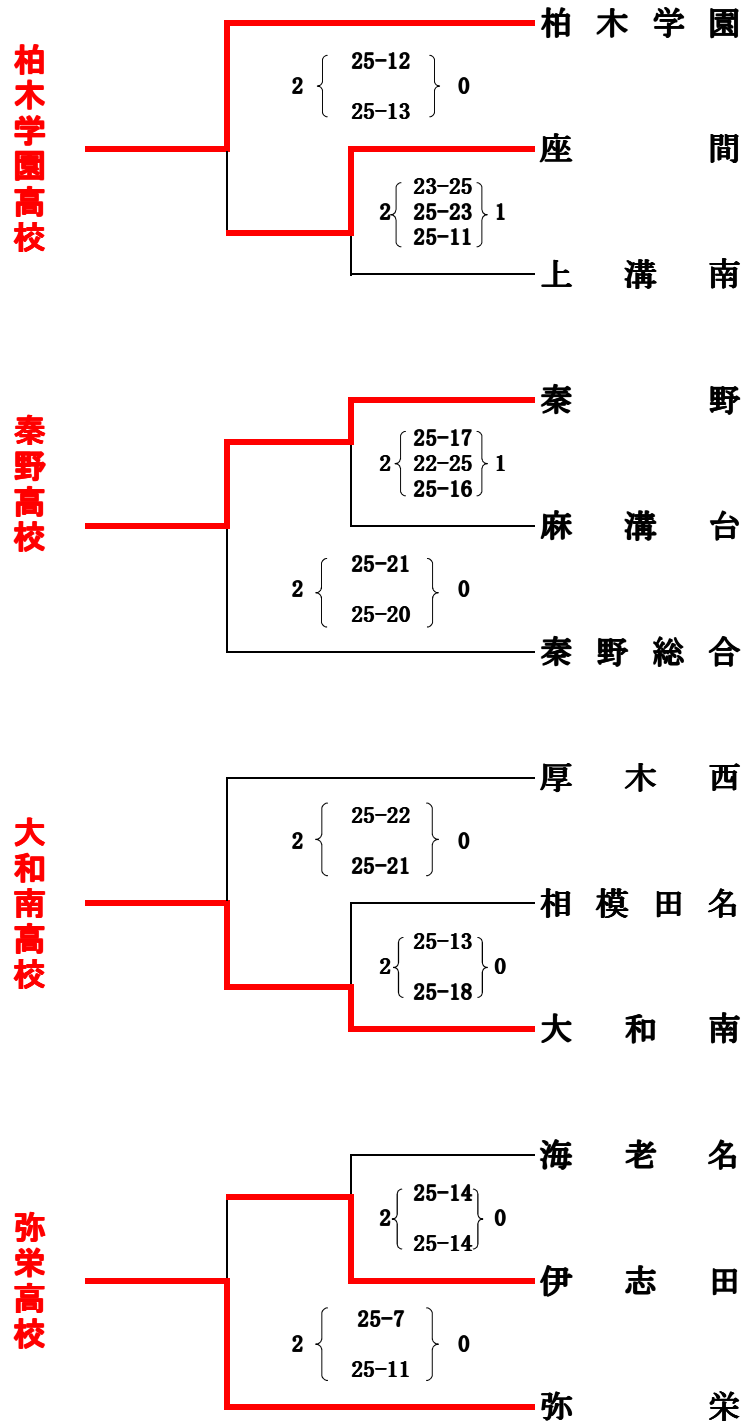 柏木学園高校
柏木学園
25-12
2 0
25-13
座間
23-25
2 25-23 1
25-11
上溝南
秦野高校
秦野
25-17
2 22-25 1
25-16
麻溝台
25-21
2 0
25-20
秦野総合
大和南高校
厚木西
25-22
2 0
25-21
相模田名
25-13
2 0
25-18
大和南
弥栄高校
海老名
25-14
2 0
25-14
伊志田
25-7
2 0
25-11
弥栄